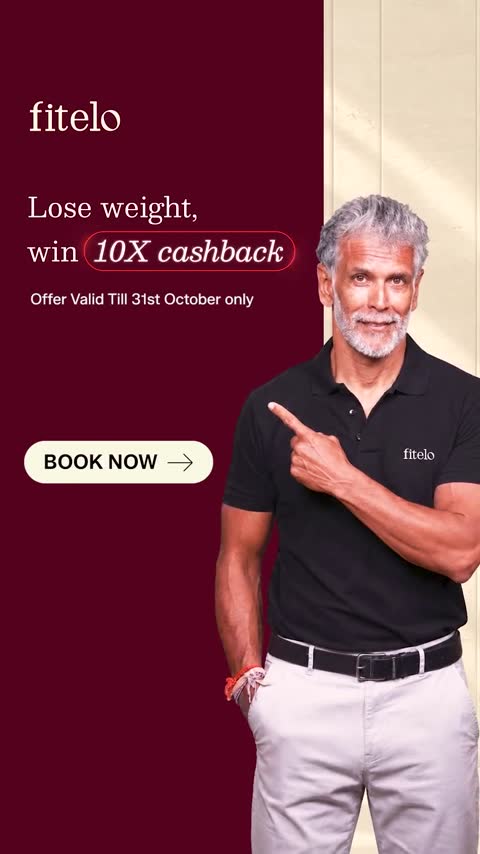 fitelo
Lose weight,
win 10X cashback
Offer Valid Till 31st October only
BOOK NOW
fitelo